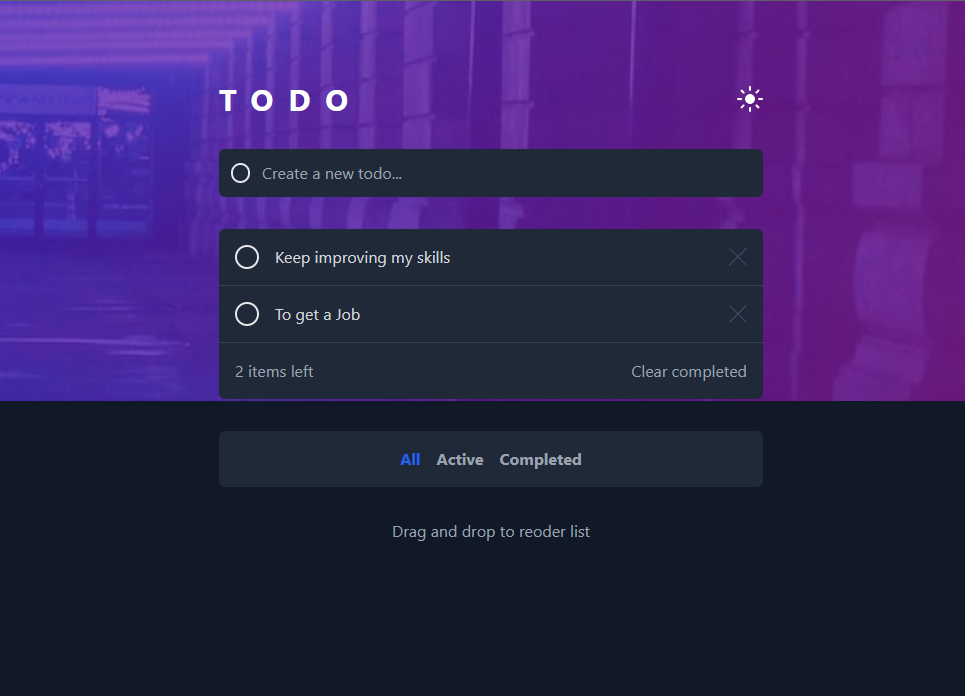 T O D O
Create a new todo...
Keep improving my skills
To get a Job
2 items left
Clear completed
All Active Completed
Drag and drop to reoder list